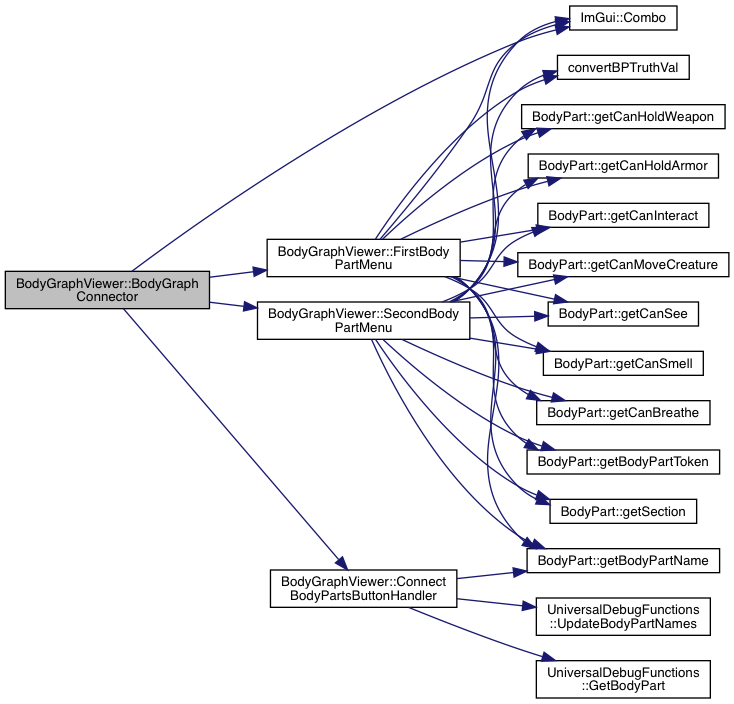 ImGui::Combo
convertBPTruthVal
BodyPart::getCanHoldWeapon
BodyPart::getCanHoldArmor
BodyPart::getCanInteract
BodyGraphViewer::FirstBody
PartMenu
BodyPart::getCanMoveCreature
BodyGraphViewer::BodyGraph
Connector
BodyGraphViewer::SecondBody
PartMenu
BodyPart::getCanSee
BodyPart::getCanSmell
BodyPart::getCanBreathe
BodyPart::getBodyPartToken
BodyPart::getSection
BodyPart::getBodyPartName
BodyGraphViewer::Connect
BodyPartsButtonHandler
UniversalDebugFunctions
::UpdateBodyPartNames
UniversalDebugFunctions
::GetBodyPart